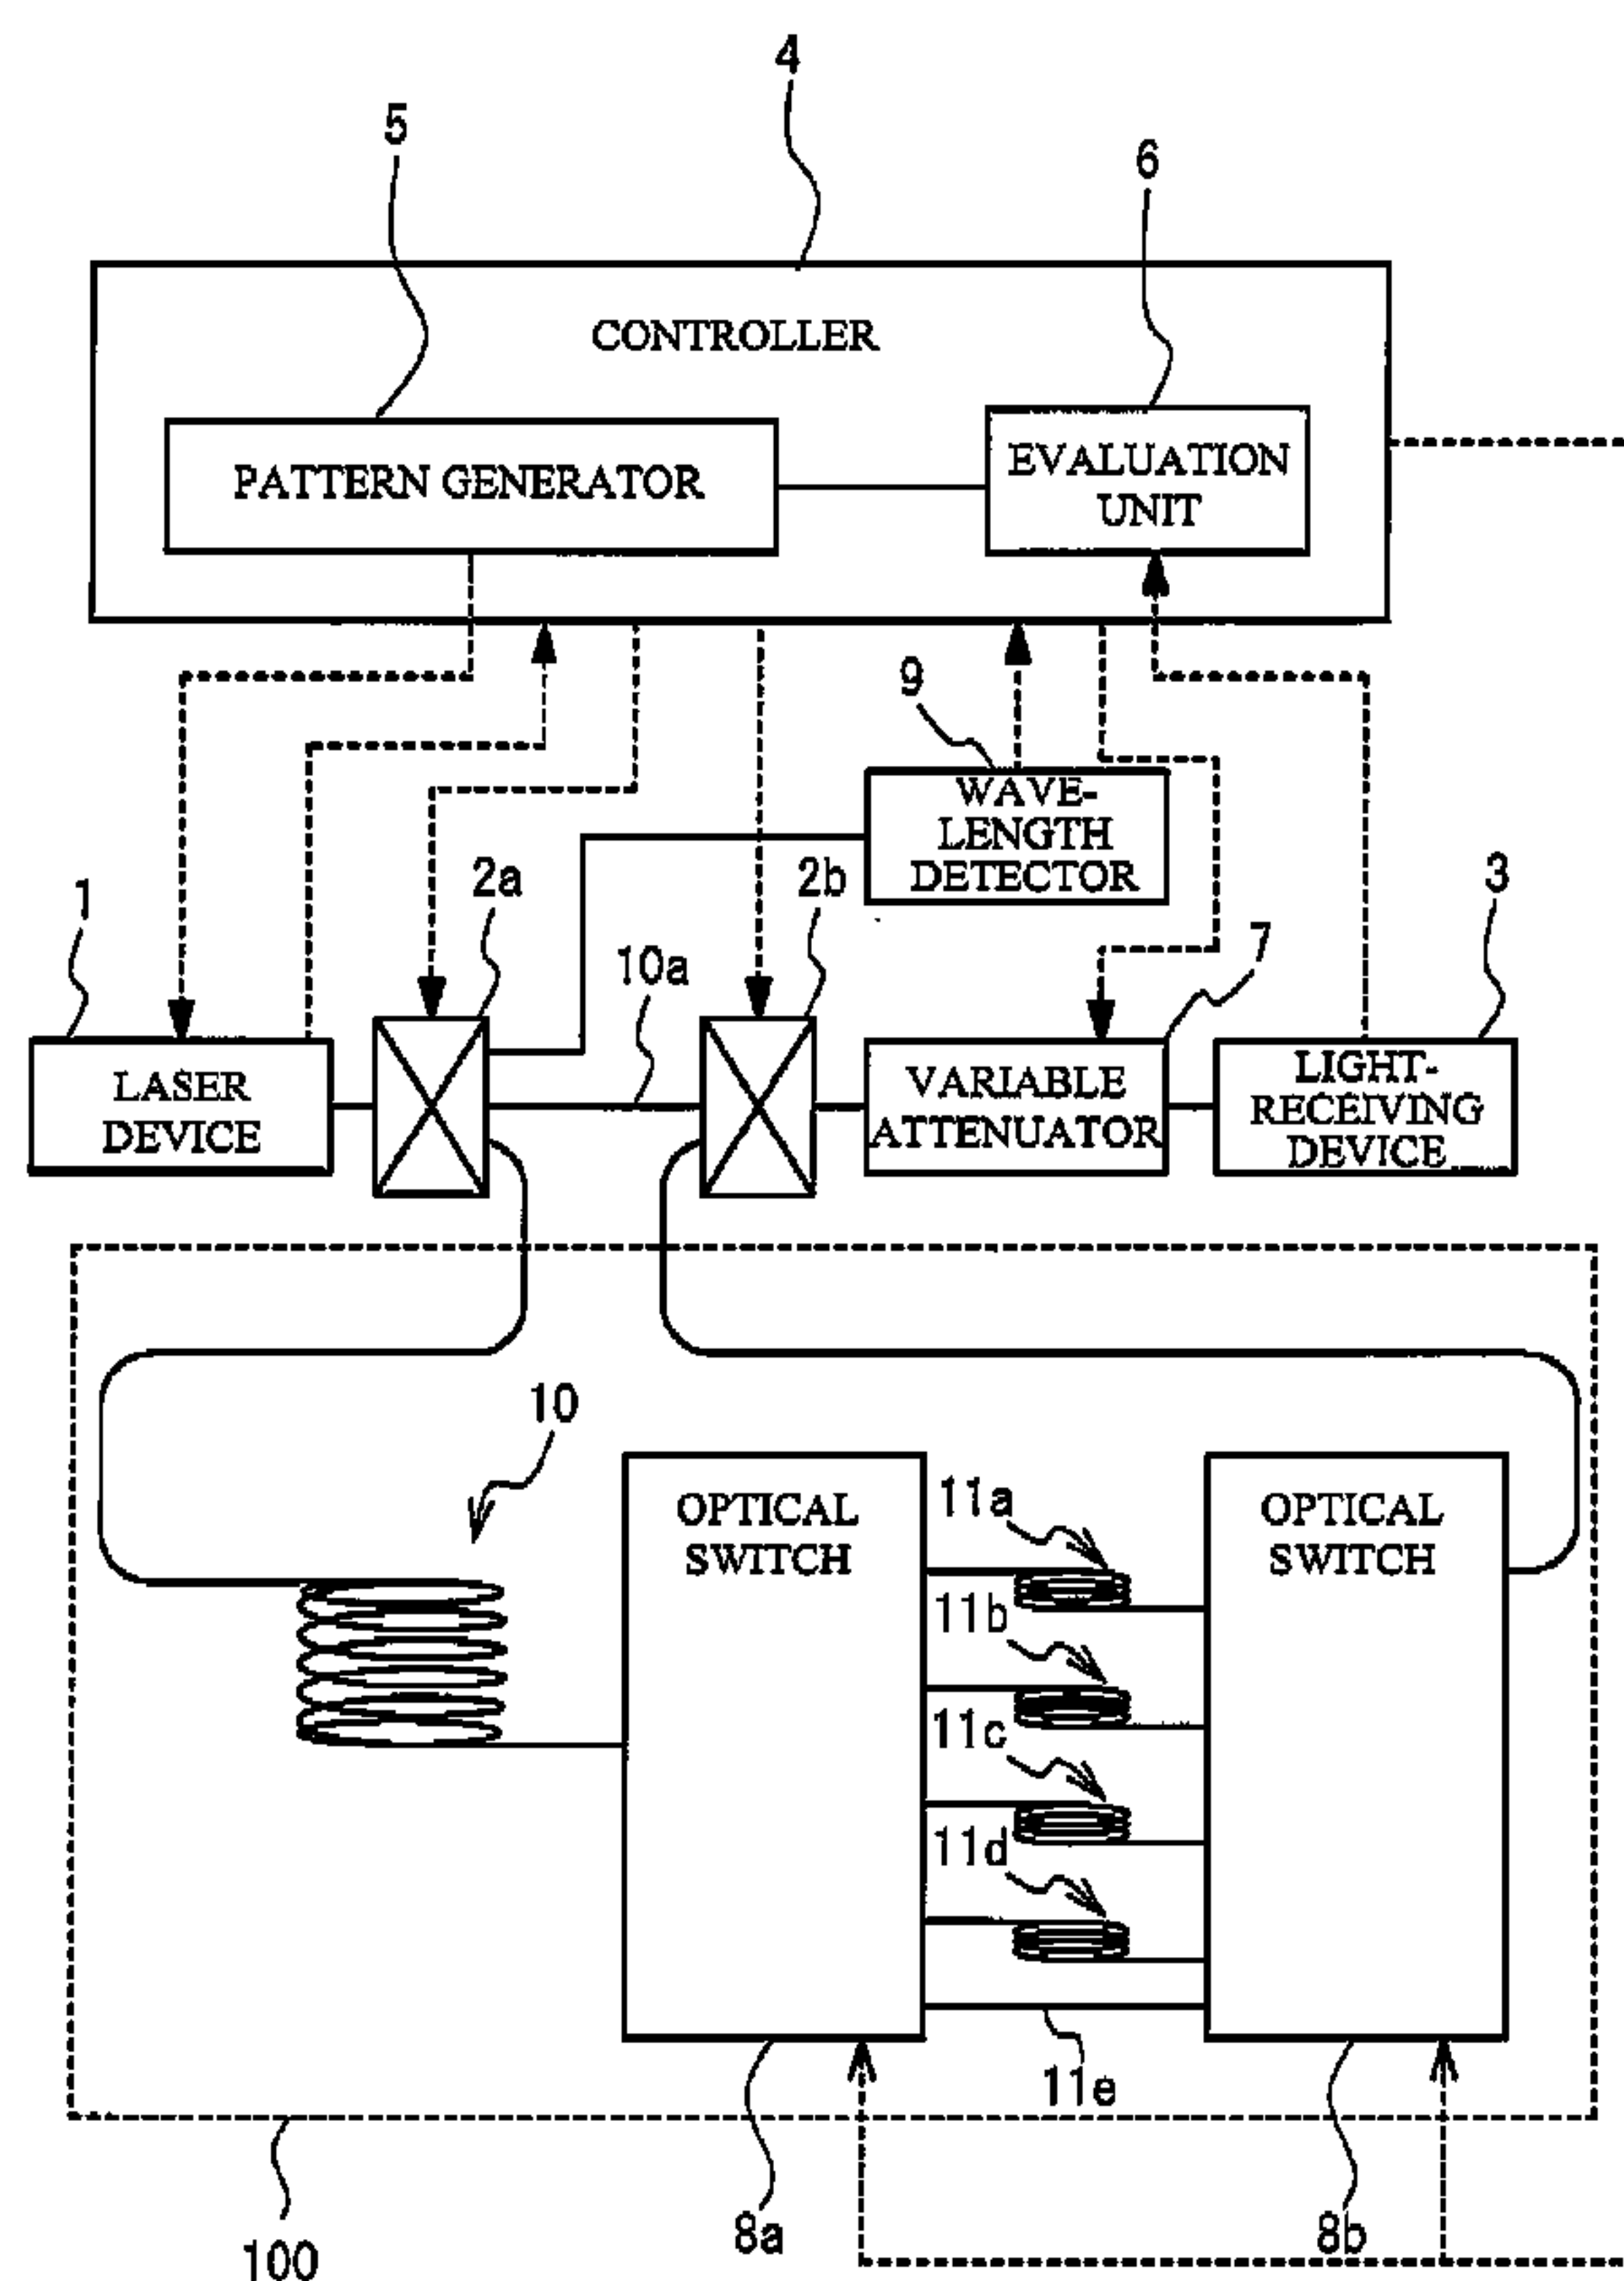 4
5
6
CONTROLLER
PATTERN GENERATOR
EVALUATION
UNIT
9
WAVE-
LENGTH
DETECTOR
1
2a
2b
3
10a
7
LASER
DEVICE
VARIABLE
ATTENUATOR
LIGHT-
RECEIVING
DEVICE
10
OPTICAL
SWITCH
11a
11b
11c
11d
OPTICAL
SWITCH
11e
100
8a
8b